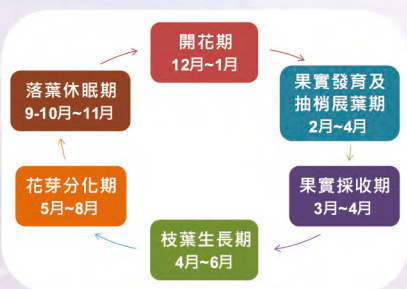 開花期
12月~1月
果實發育及
抽梢展葉期
2月~4月
果實採收期
3月~4月
枝葉生長期
4月~6月
花芽分化期
5月~8月
落葉休眠期
9-10月~11月